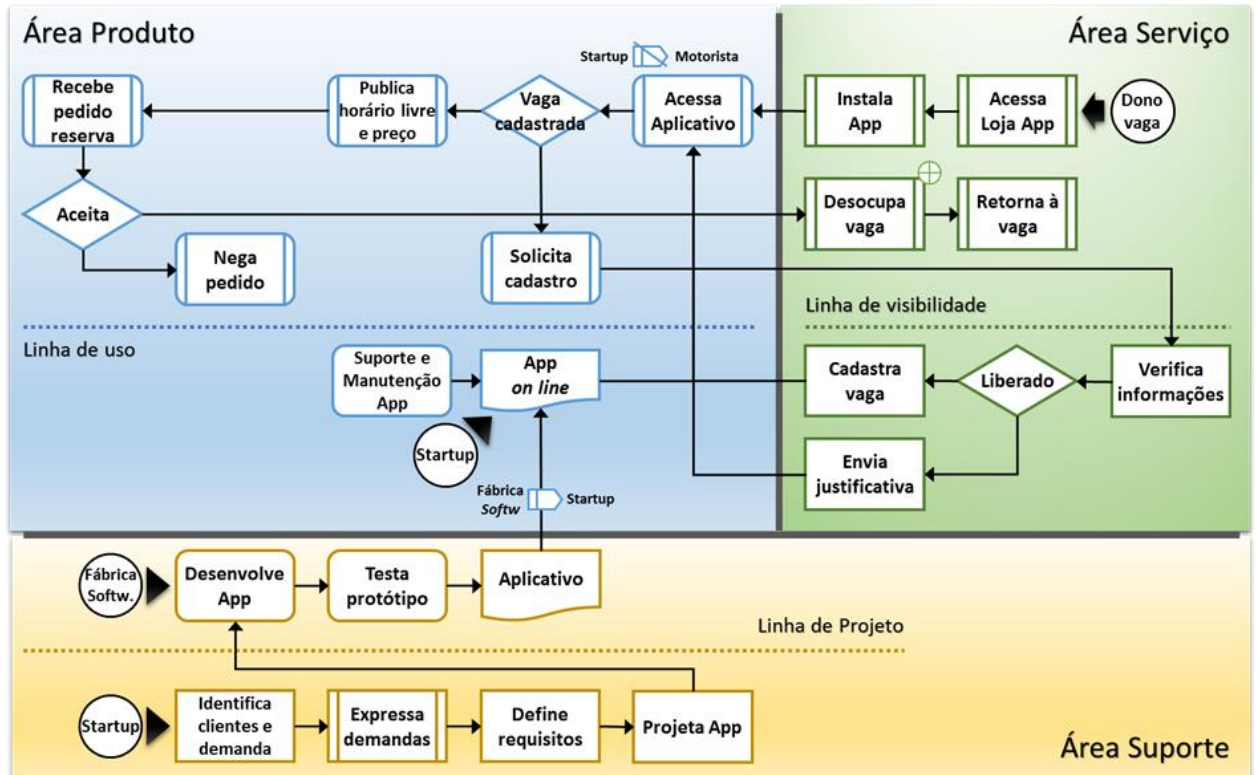 Área Produto
Área Serviço
Startup
Motorista
Recebe
pedido
reserva
Publica
horário livre
e preço
Vaga
cadastrada
Acessa
Aplicativo
Instala
App
Acessa
Loja App
Dono
vaga
Aceita
Desocupa
vaga
Retorna à
vaga
Nega
pedido
Solicita
cadastro
Linha de visibilidade
Linha de uso
Suporte e
Manutenção
App
App
on line
Cadastra
vaga
Liberado
Verifica
informações
Startup
Envia
justificativa
Fábrica
Softw
Startup
Fábrica
Softw.
Desenvolve
App
Testa
protótipo
Aplicativo
Linha de Projeto
Startup
Identifica
clientes e
demanda
Expressa
demandas
Define
requisitos
Projeta App
Área Suporte